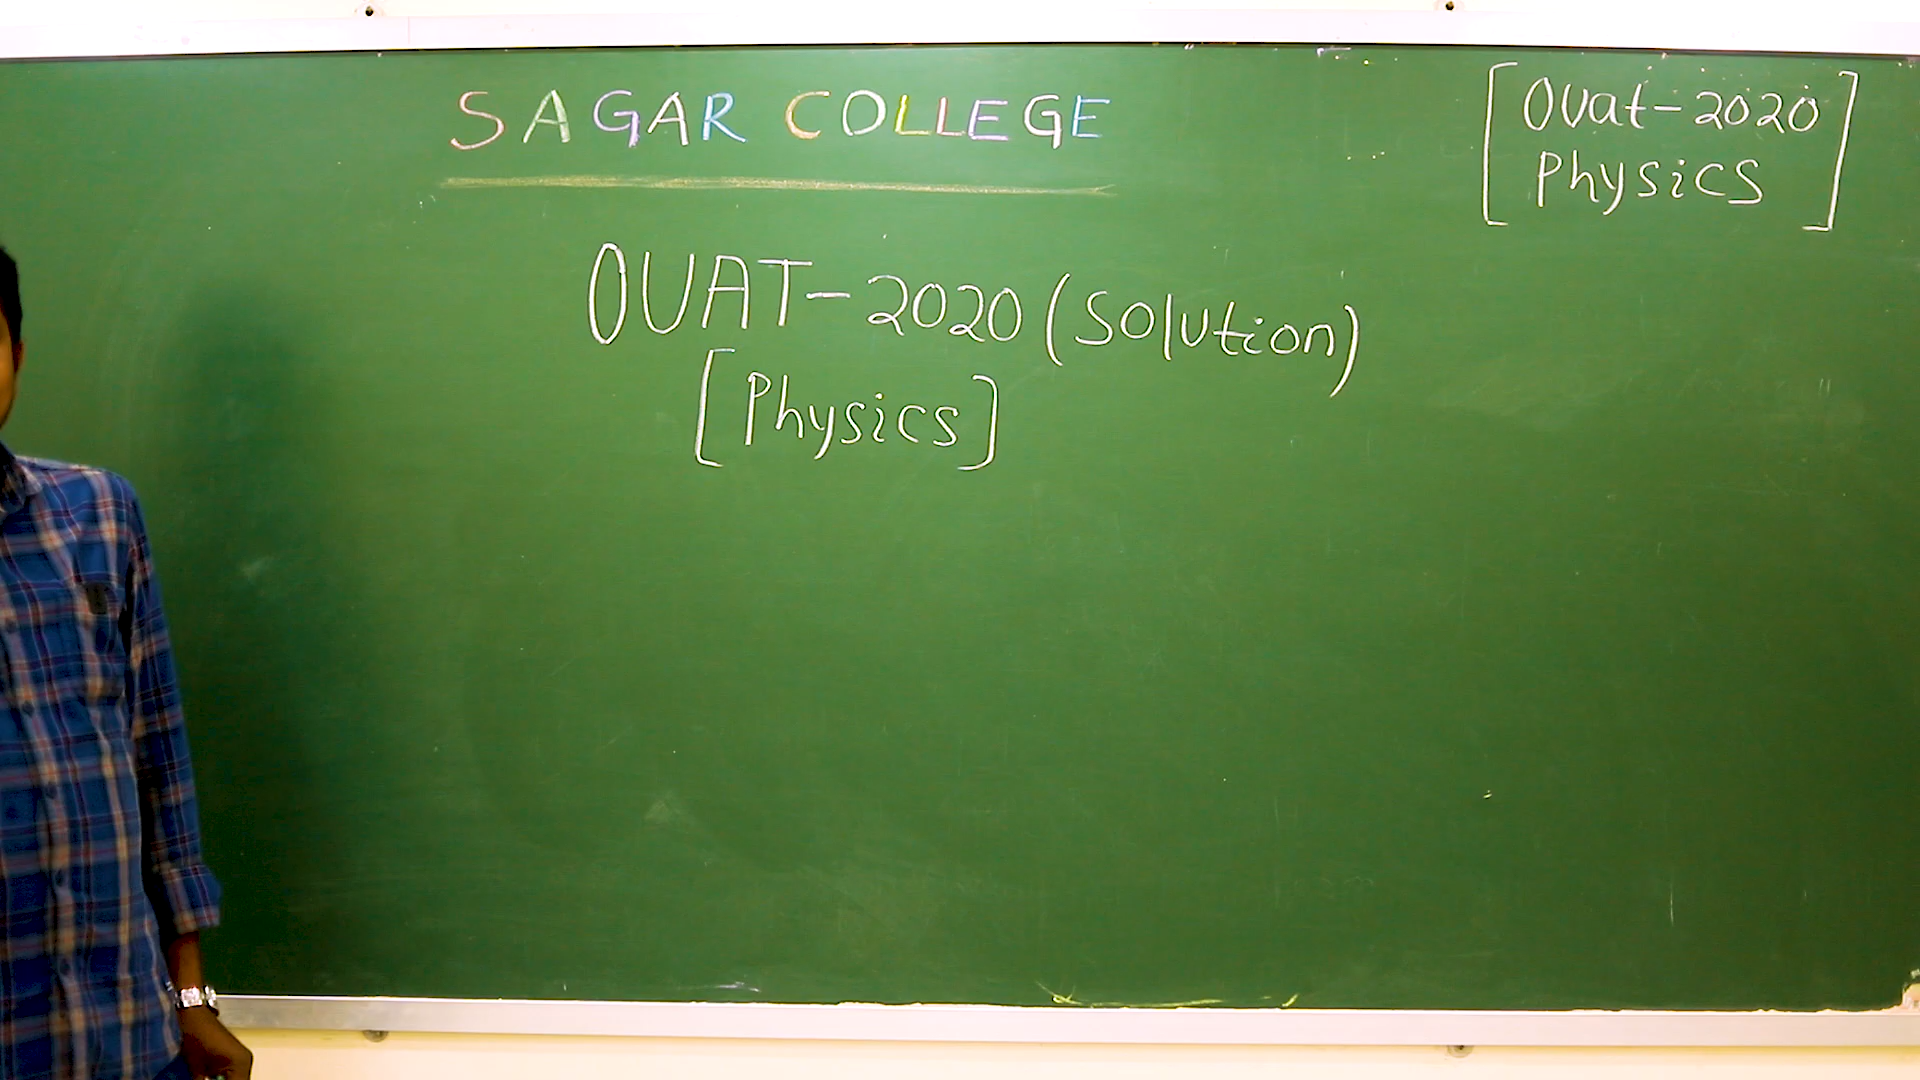 SAGAR COLLEGE
[Ouat-2020
Physics]
OUAT-2020 (Solution)
[Physics]